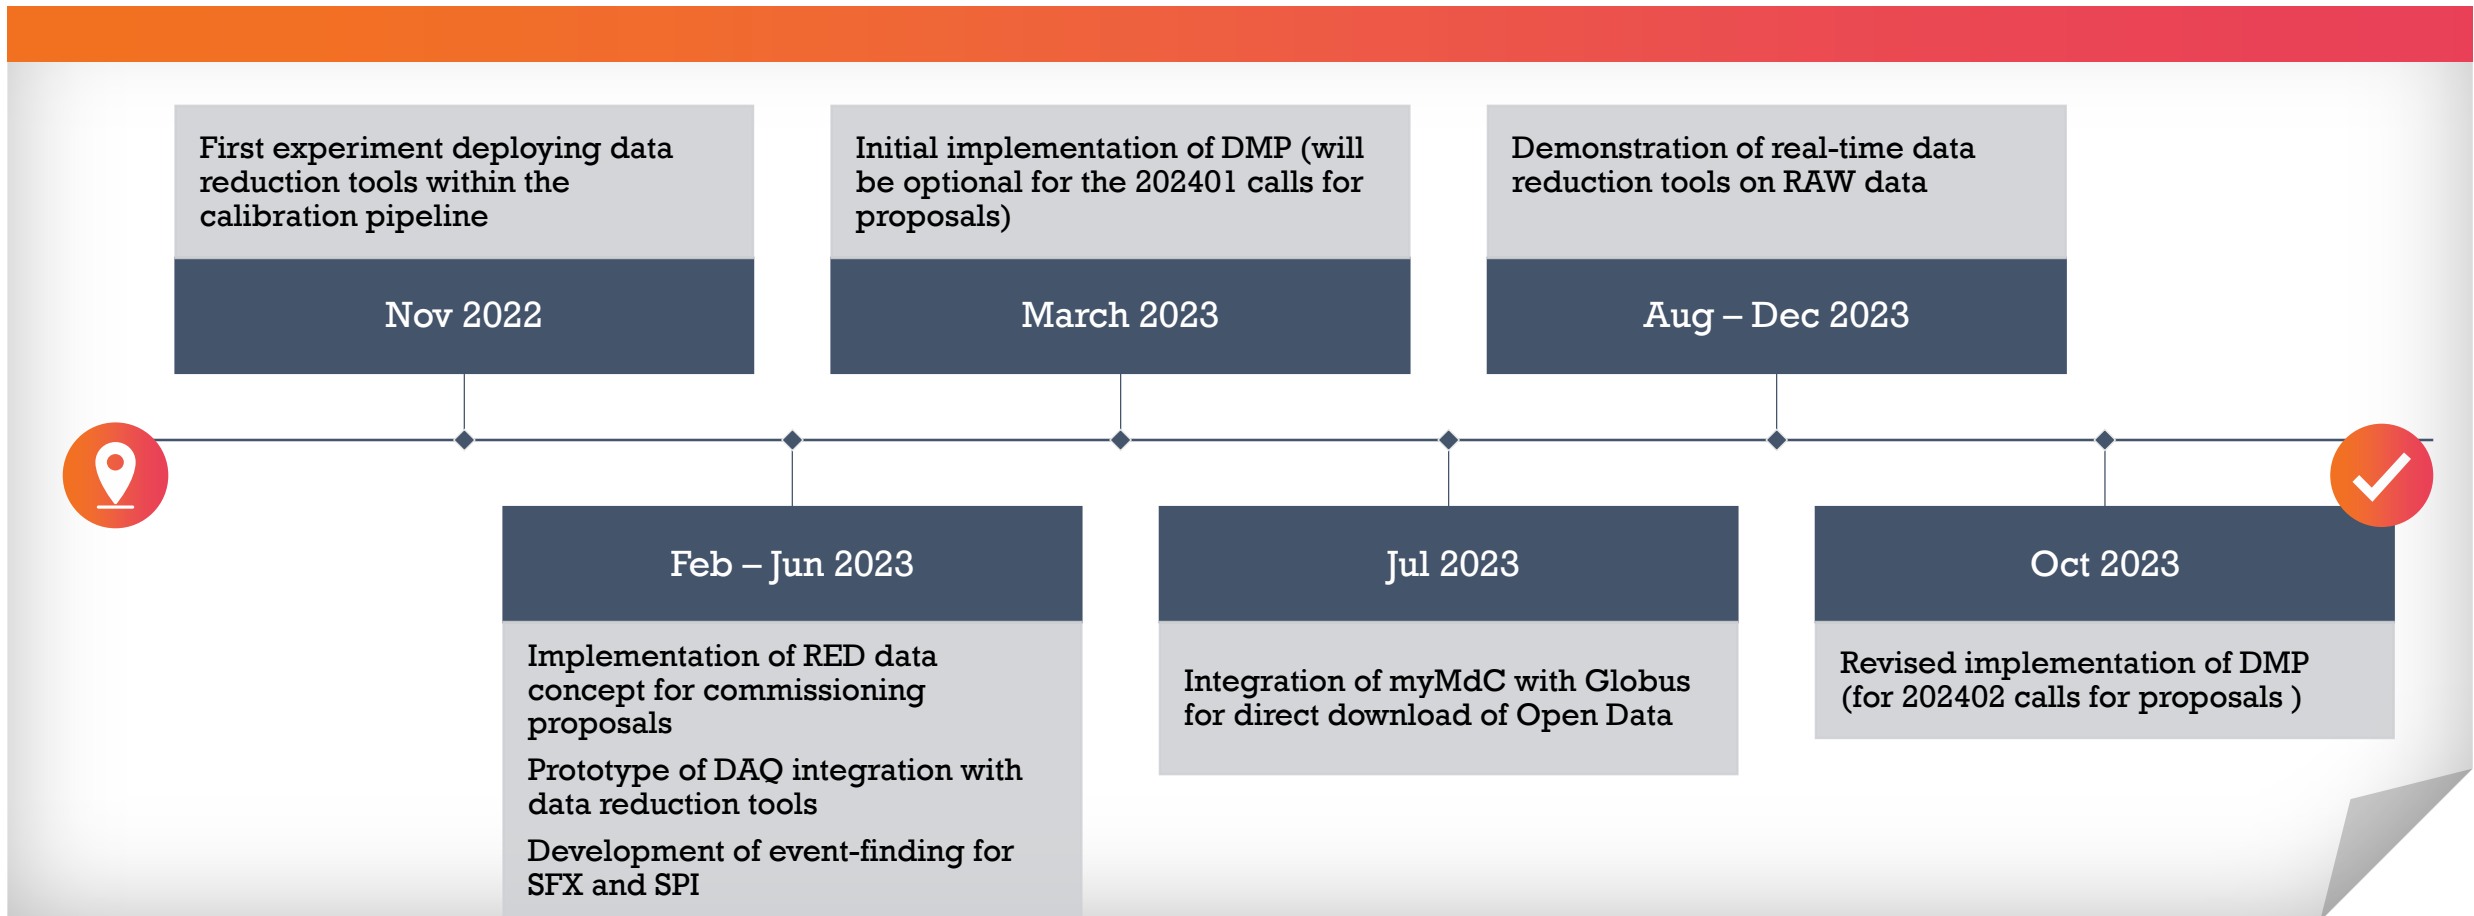 First experiment deploying data
reduction tools within the
calibration pipeline
Nov 2022
Initial implementation of DMP (will
be optional for the 202401 calls for
proposals)
March 2023
Demonstration of real-time data
reduction tools on RAW data
Aug – Dec 2023
Feb – Jun 2023
Implementation of RED data
concept for commissioning
proposals
Prototype of DAQ integration with
data reduction tools
Development of event-finding for
SFX and SPI
Jul 2023
Integration of myMdC with Globus
for direct download of Open Data
Oct 2023
Revised implementation of DMP
(for 202402 calls for proposals )